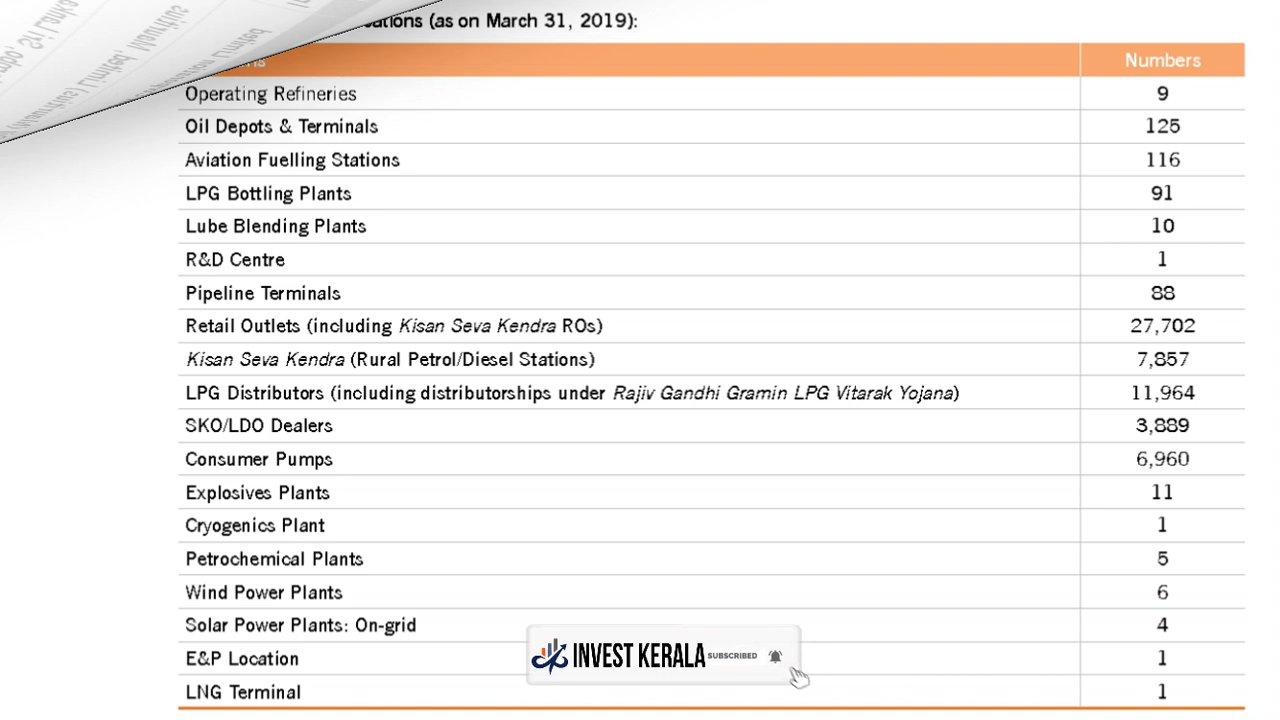 ations (as on March 31, 2019):
Numbers
Operating Refineries 9
Oil Depots & Terminals 125
Aviation Fuelling Stations 116
LPG Bottling Plants 91
Lube Blending Plants 10
R&D Centre 1
Pipeline Terminals 88
Retail Outlets (including Kisan Seva Kendra ROs) 27,702
Kisan Seva Kendra (Rural Petrol/Diesel Stations) 7,857
LPG Distributors (including distributorships under Rajiv Gandhi Gramin LPG Vitarak Yojana) 11,964
SKO/LDO Dealers 3,889
Consumer Pumps 6,960
Explosives Plants 11
Cryogenics Plant 1
Petrochemical Plants 5
Wind Power Plants 6
Solar Power Plants: On-grid 4
E&P Location 1
LNG Terminal 1
INVEST KERALA SUBSCRIBED